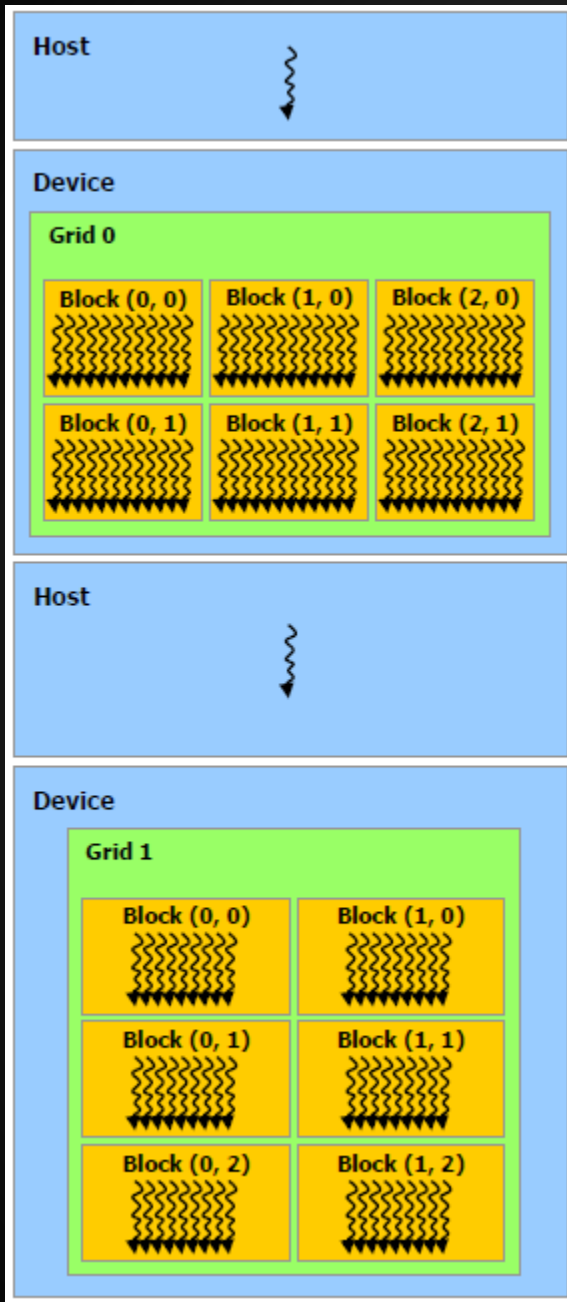 Host
Device
Grid 0
Block (0, 0) Block (1, 0) Block (2, 0)
Block (0, 1) Block (1, 1) Block (2, 1)
Host
Device
Grid 1
Block (0, 0) Block (1, 0)
Block (0, 1) Block (1, 1)
Block (0, 2) Block (1, 2)